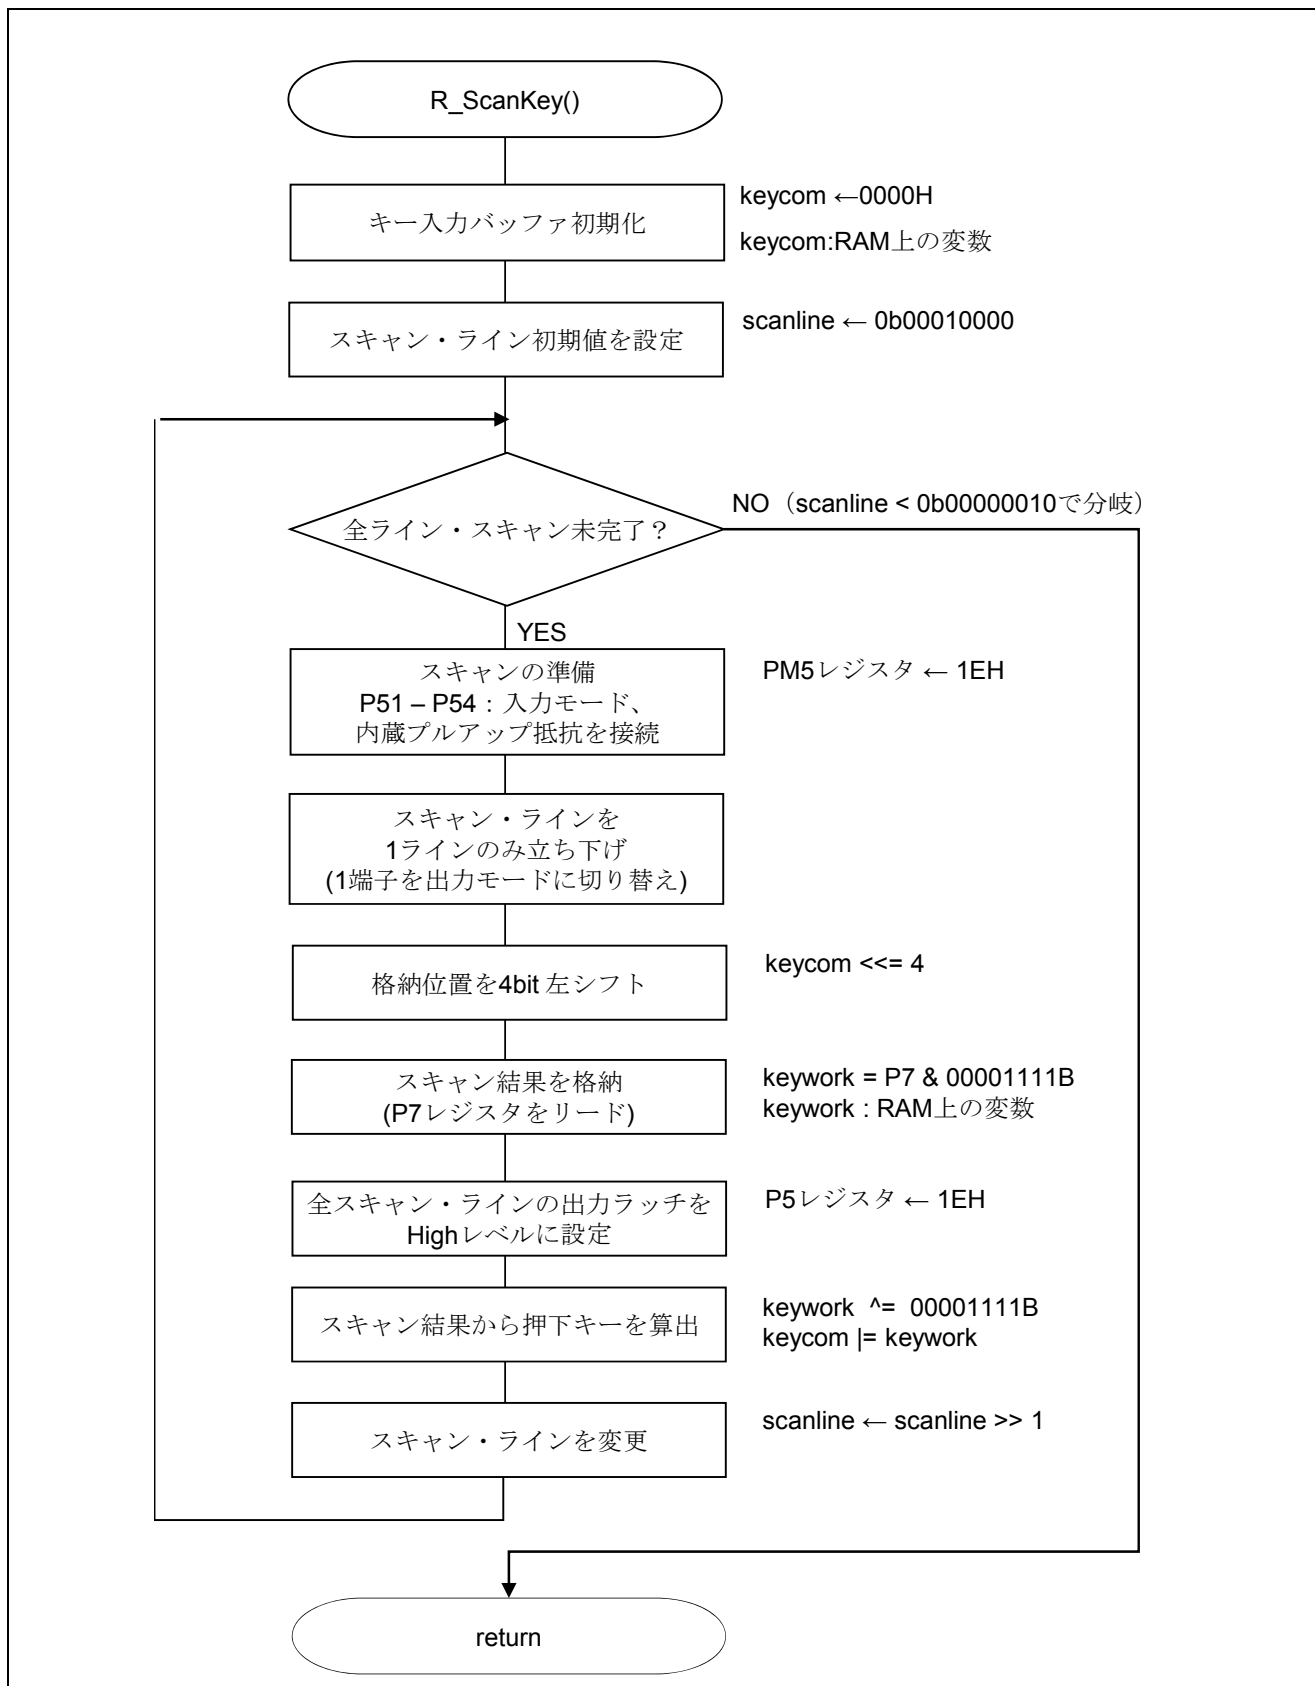 R_ScanKey()
キー入力バッファ初期化
keycom ←0000H
keycom:RAM上の変数
スキャン・ライン初期値を設定
scanline ← 0b00010000
全ライン・スキャン未完了？
NO（scanline < 0b00000010で分岐）
YES
スキャンの準備
P51 – P54：入力モード、
内蔵プルアップ抵抗を接続
PM5レジスタ ← 1EH
スキャン・ラインを
1ラインのみ立ち下げ
(1端子を出力モードに切り替え)
格納位置を4bit 左シフト
keycom <<= 4
スキャン結果を格納
(P7レジスタをリード)
keywork = P7 & 00001111B
keywork : RAM上の変数
全スキャン・ラインの出力ラッチを
Highレベルに設定
P5レジスタ ← 1EH
スキャン結果から押下キーを算出
keywork ^= 00001111B
keycom |= keywork
スキャン・ラインを変更
scanline ← scanline >> 1
return